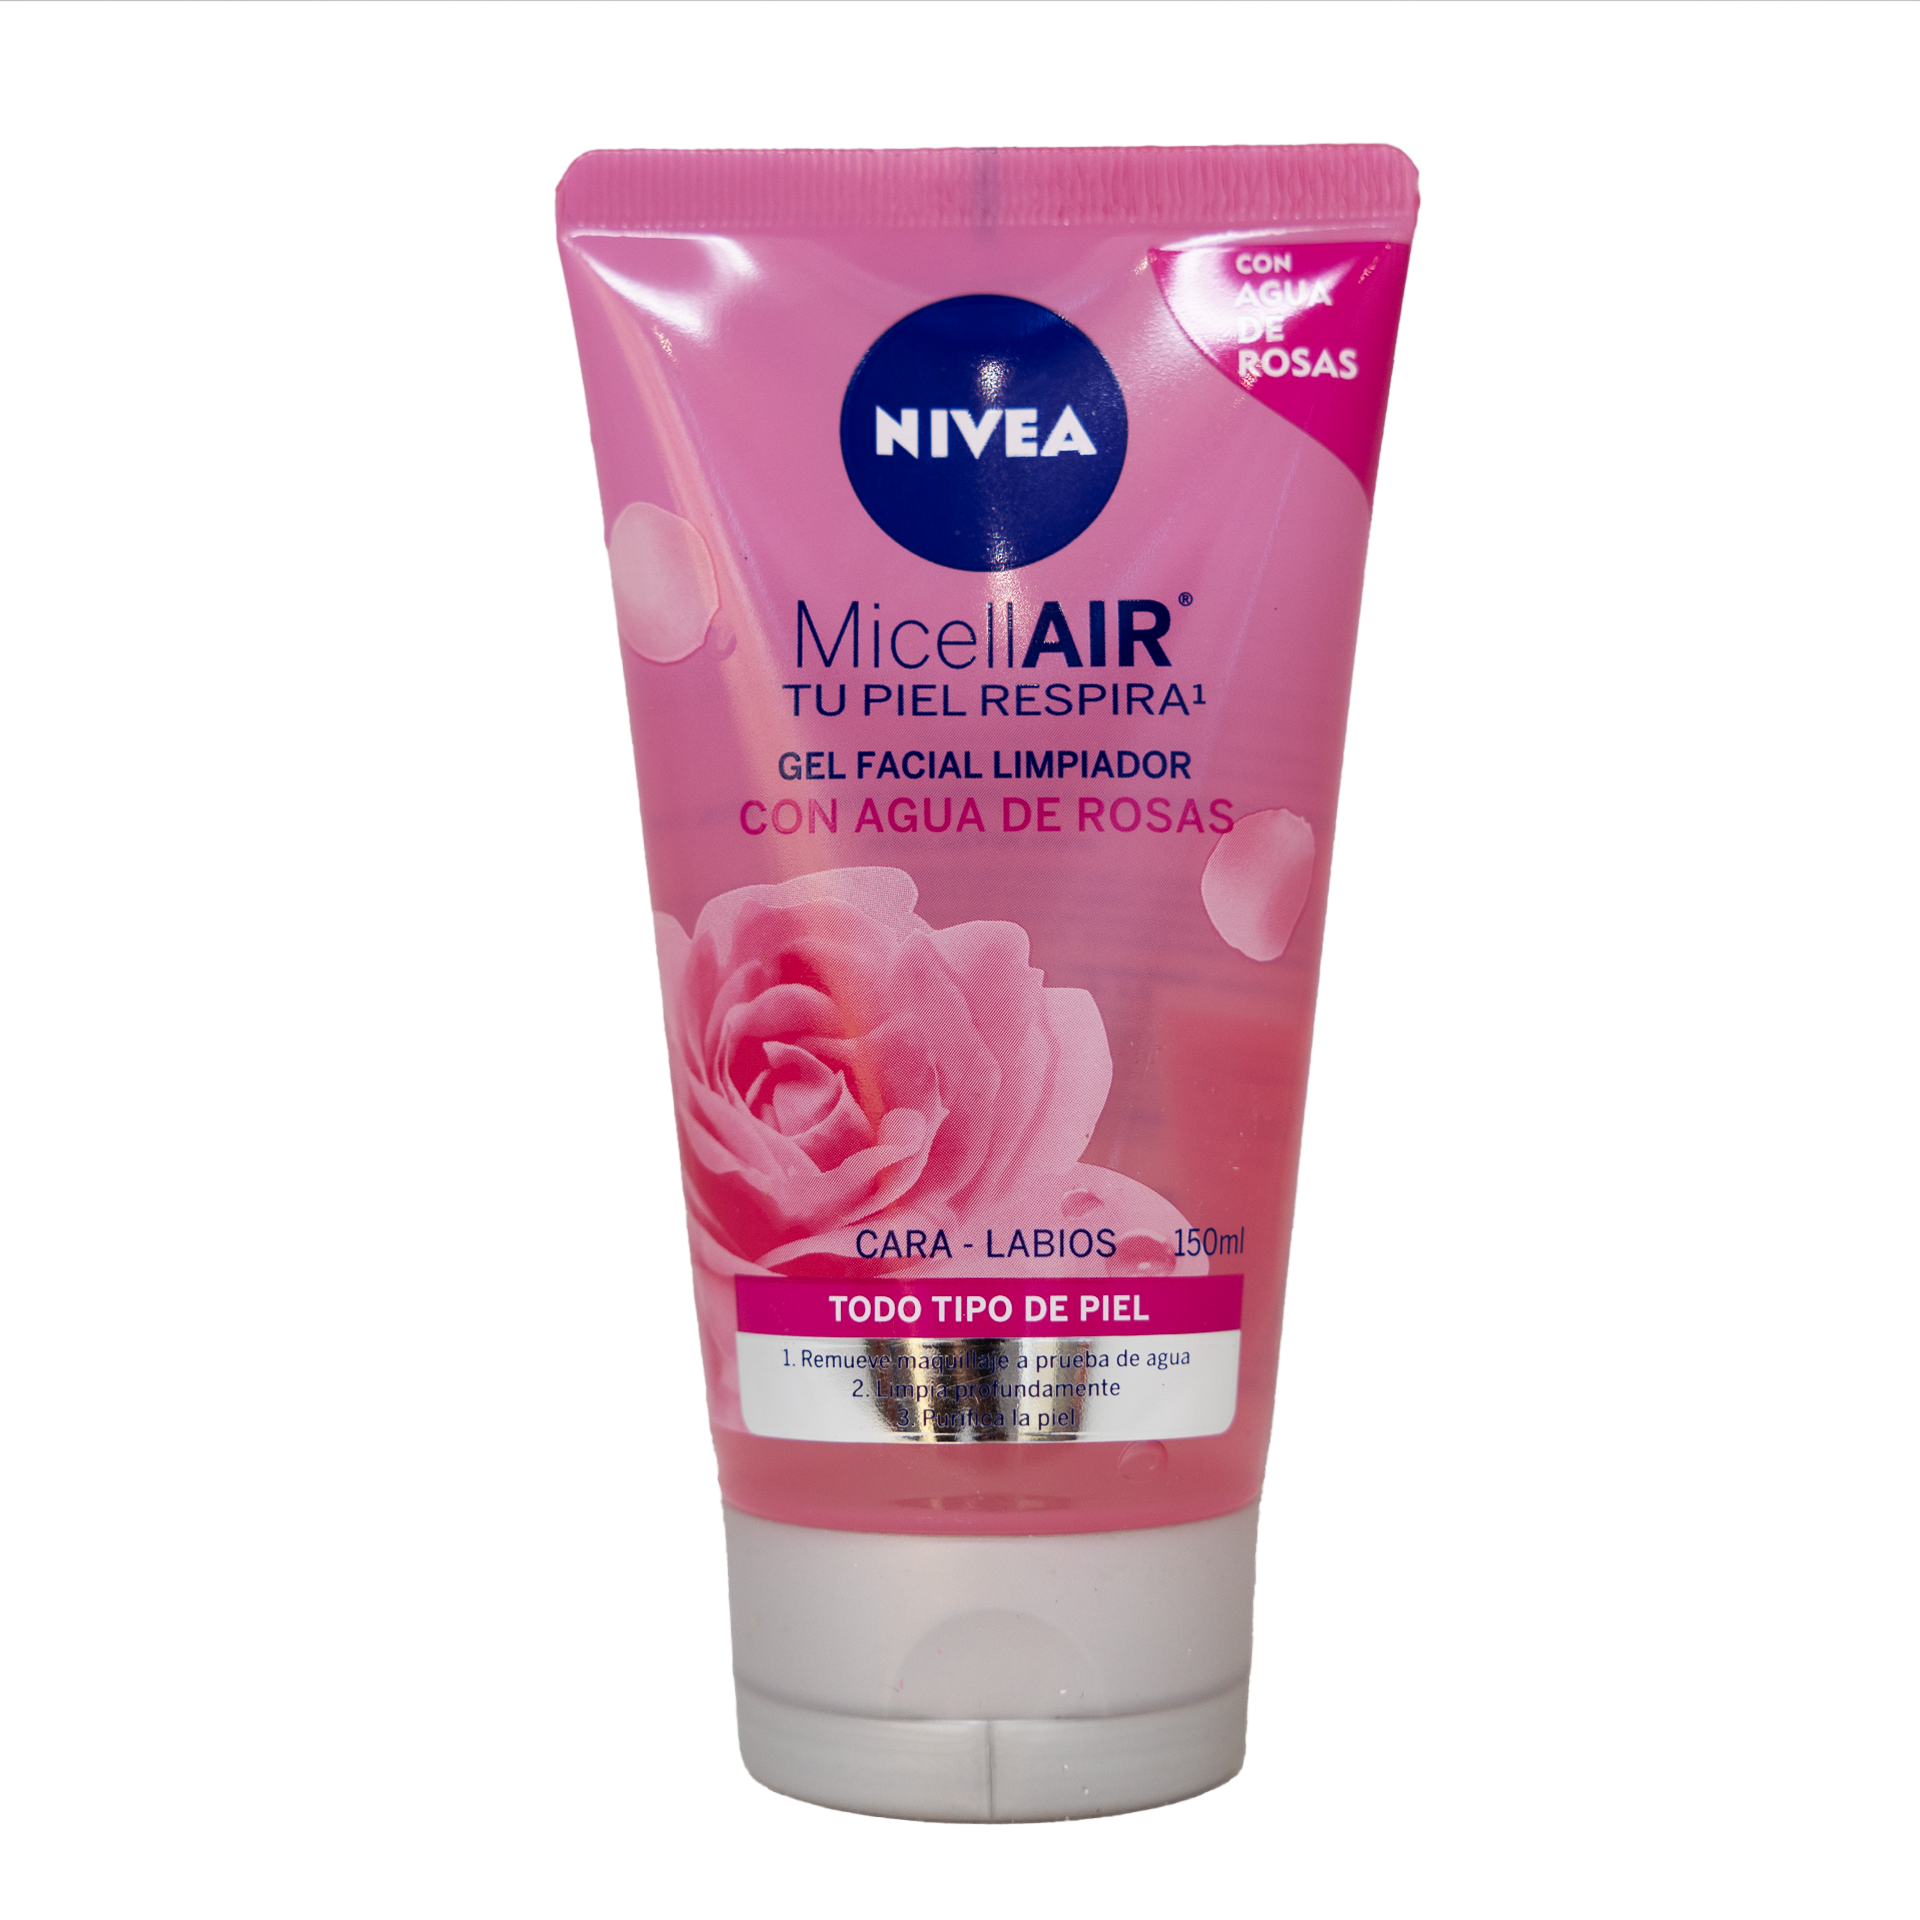 CON
AGUA
DE
ROSAS
NIVEA
MicellAIR®
TU PIEL RESPIRA¹
GEL FACIAL LIMPIADOR
CON AGUA DE ROSAS
CARA - LABIOS 150ml
TODO TIPO DE PIEL
1. Remueve maquillaje a prueba de agua
2. Limpia profundamente
3. Purifica la piel